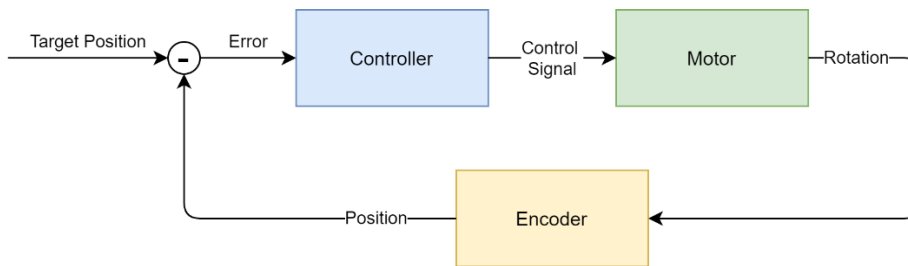 Target Position
-
Error
Controller
Control
Signal
Motor
Rotation
Position
Encoder